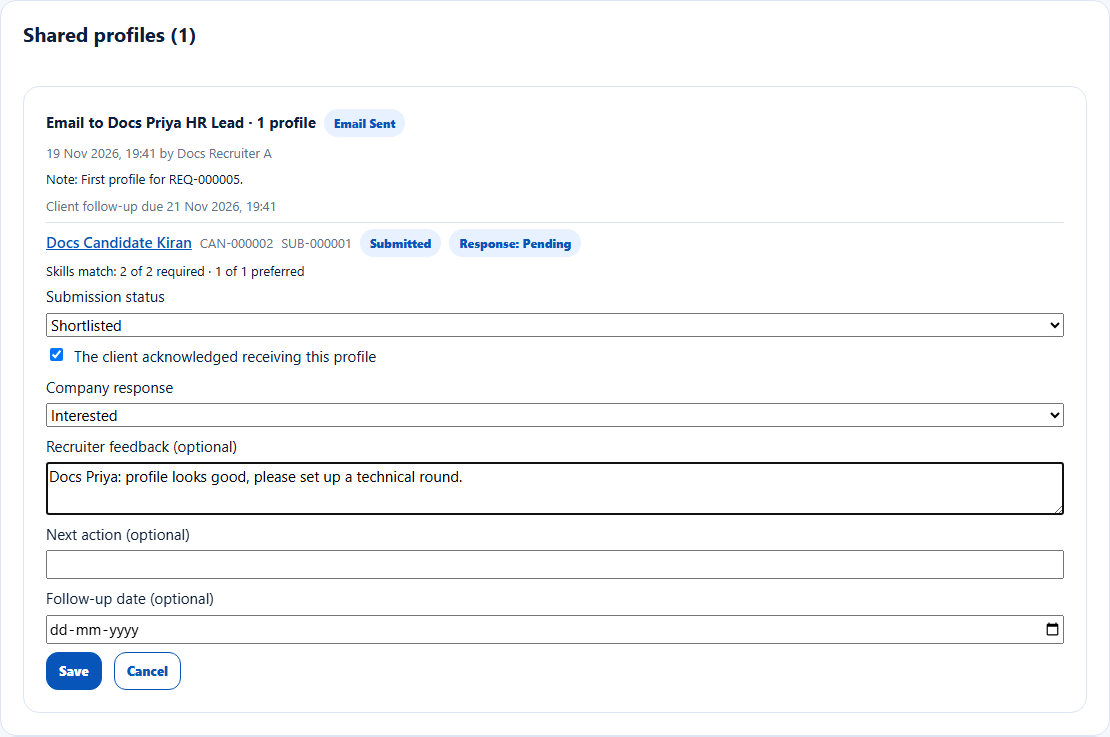 Shared profiles (1)
Email to Docs Priya HR Lead · 1 profile Email Sent
19 Nov 2026, 19:41 by Docs Recruiter A
Note: First profile for REQ-000005.
Client follow-up due 21 Nov 2026, 19:41
Docs Candidate Kiran CAN-000002 SUB-000001 Submitted Response: Pending
Skills match: 2 of 2 required · 1 of 1 preferred
Submission status
Shortlisted
The client acknowledged receiving this profile
Company response
Interested
Recruiter feedback (optional)
Docs Priya: profile looks good, please set up a technical round.
Next action (optional)
Follow-up date (optional)
dd-mm-yyyy
Save Cancel